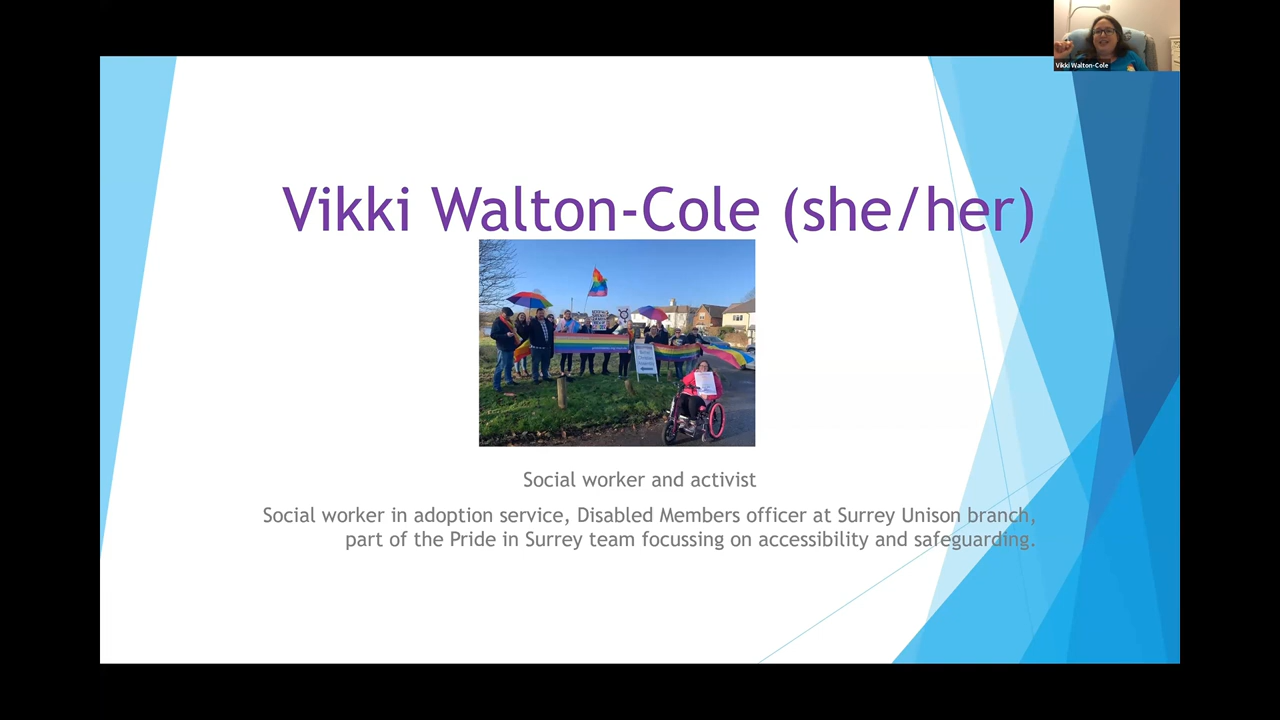 Vikki Walton-Cole
Vikki Walton-Cole (she/her)
Social worker and activist
Social worker in adoption service, Disabled Members officer at Surrey Unison branch,
part of the Pride in Surrey team focussing on accessibility and safeguarding.